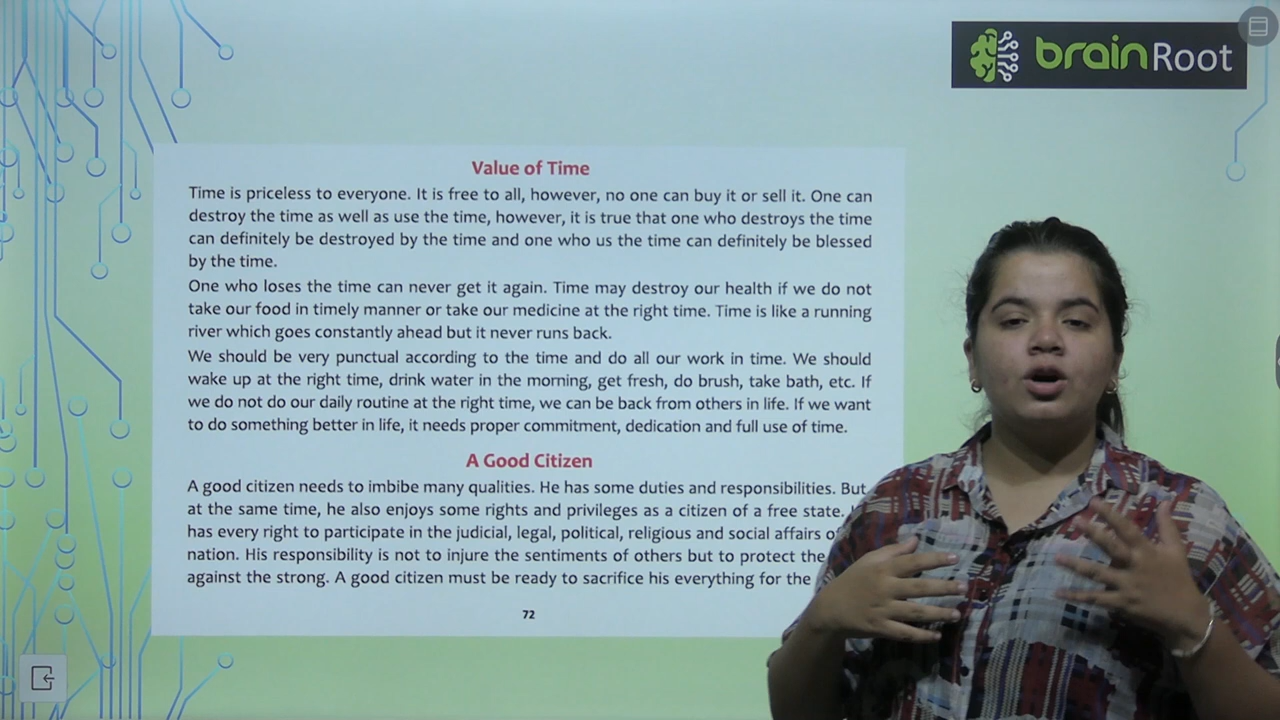 brainRoot
Value of Time
Time is priceless to everyone. It is free to all, however, no one can buy it or sell it. One can
destroy the time as well as use the time, however, it is true that one who destroys the time
can definitely be destroyed by the time and one who us the time can definitely be blessed
by the time.
One who loses the time can never get it again. Time may destroy our health if we do not
take our food in timely manner or take our medicine at the right time. Time is like a running
river which goes constantly ahead but it never runs back.
We should be very punctual according to the time and do all our work in time. We should
wake up at the right time, drink water in the morning, get fresh, do brush, take bath, etc. If
we do not do our daily routine at the right time, we can be back from others in life. If we want
to do something better in life, it needs proper commitment, dedication and full use of time.
A Good Citizen
A good citizen needs to imbibe many qualities. He has some duties and responsibilities. But
at the same time, he also enjoys some rights and privileges as a citizen of a free state.
has every right to participate in the judicial, legal, political, religious and social affairs
nation. His responsibility is not to injure the sentiments of others but to protect the
against the strong. A good citizen must be ready to sacrifice his everything for the
72